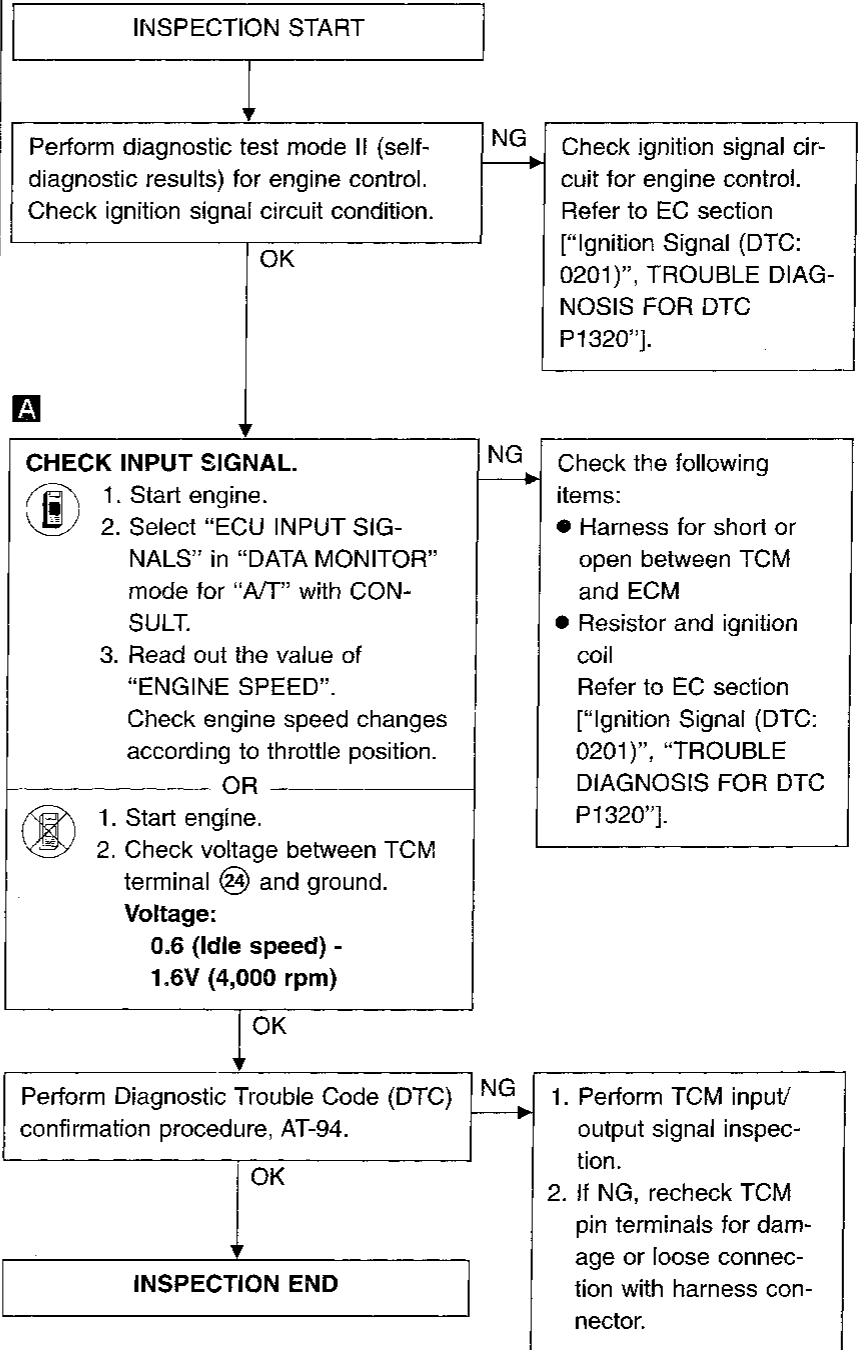 INSPECTION START
Perform diagnostic test mode II (self-
diagnostic results) for engine control.
Check ignition signal circuit condition.
NG
Check ignition signal cir-
cuit for engine control.
Refer to EC section
["Ignition Signal (DTC:
0201)", TROUBLE DIAG-
NOSIS FOR DTC
P1320"].
OK
A
CHECK INPUT SIGNAL.
1. Start engine.
2. Select "ECU INPUT SIG-
NALS" in "DATA MONITOR"
mode for "A/T" with CON-
SULT.
3. Read out the value of
"ENGINE SPEED".
Check engine speed changes
according to throttle position.
OR
1. Start engine.
2. Check voltage between TCM
terminal ㉔ and ground.
Voltage:
0.6 (Idle speed) -
1.6V (4,000 rpm)
NG
Check the following
items:
● Harness for short or
open between TCM
and ECM
● Resistor and ignition
coil
Refer to EC section
["Ignition Signal (DTC:
0201)", "TROUBLE
DIAGNOSIS FOR DTC
P1320"].
OK
Perform Diagnostic Trouble Code (DTC)
confirmation procedure, AT-94.
NG
1. Perform TCM input/
output signal inspec-
tion.
2. If NG, recheck TCM
pin terminals for dam-
age or loose connec-
tion with harness con-
nector.
OK
INSPECTION END